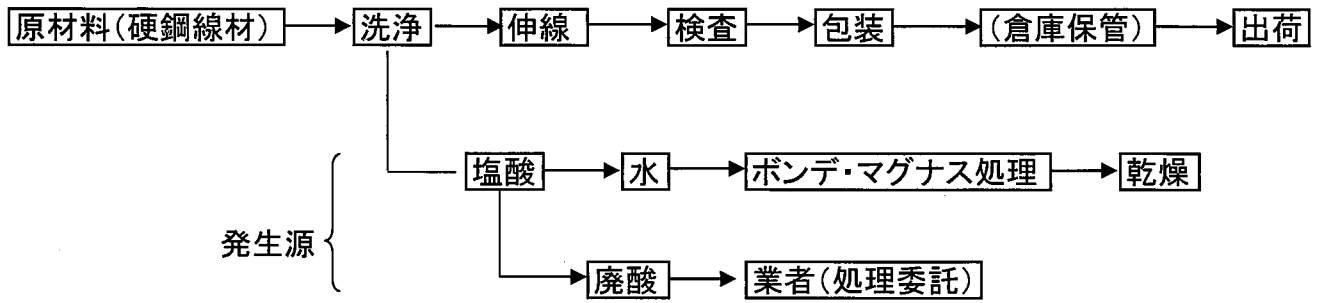 原材料(硬鋼線材) 洗浄 伸線 検査 包装 (倉庫保管) 出荷
塩酸 水 ボンデ・マグナス処理 乾燥
発生源
廃酸 業者(処理委託)